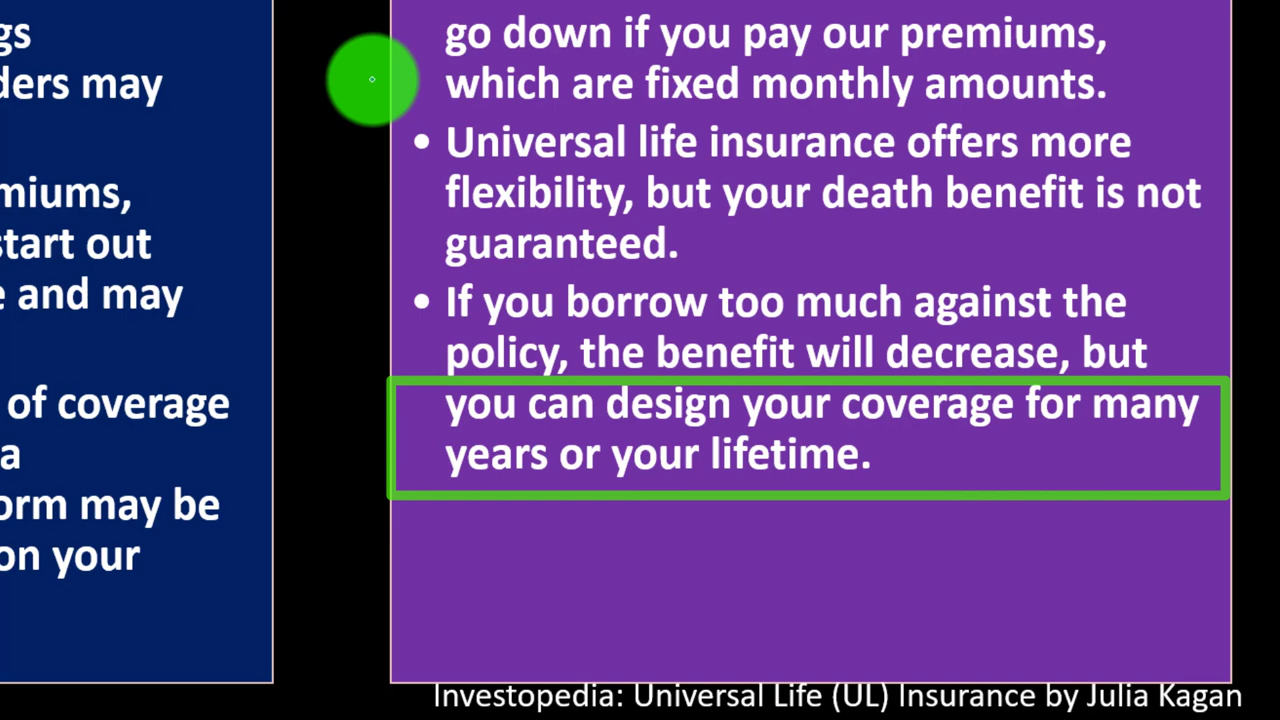 gs
ders may
miums,
start out
e and may
of coverage
a
orm may be
on your
go down if you pay our premiums,
which are fixed monthly amounts.
• Universal life insurance offers more
flexibility, but your death benefit is not
guaranteed.
• If you borrow too much against the
policy, the benefit will decrease, but
you can design your coverage for many
years or your lifetime.
Investopedia: Universal Life (UL) Insurance by Julia Kagan